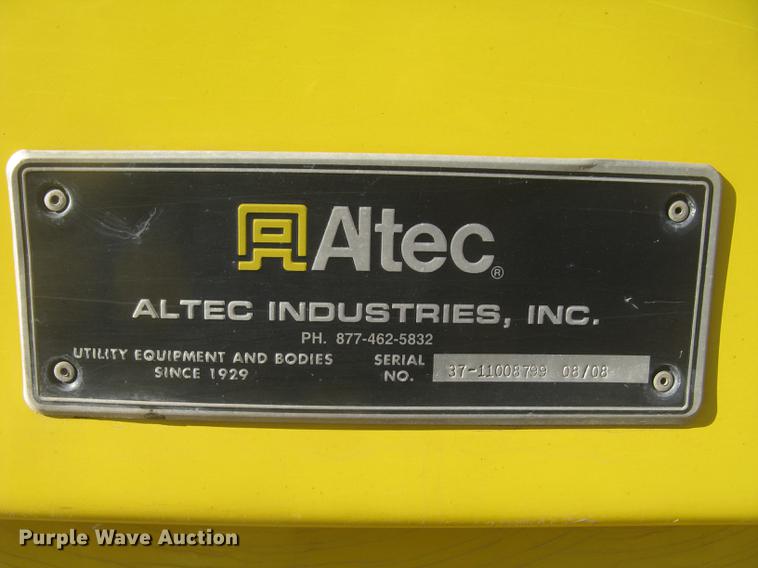 Altec®
ALTEC INDUSTRIES, INC.
PH. 877-462-5832
UTILITY EQUIPMENT AND BODIES
SINCE 1929
SERIAL
NO.
37-11008799 08/08
Purple Wave Auction